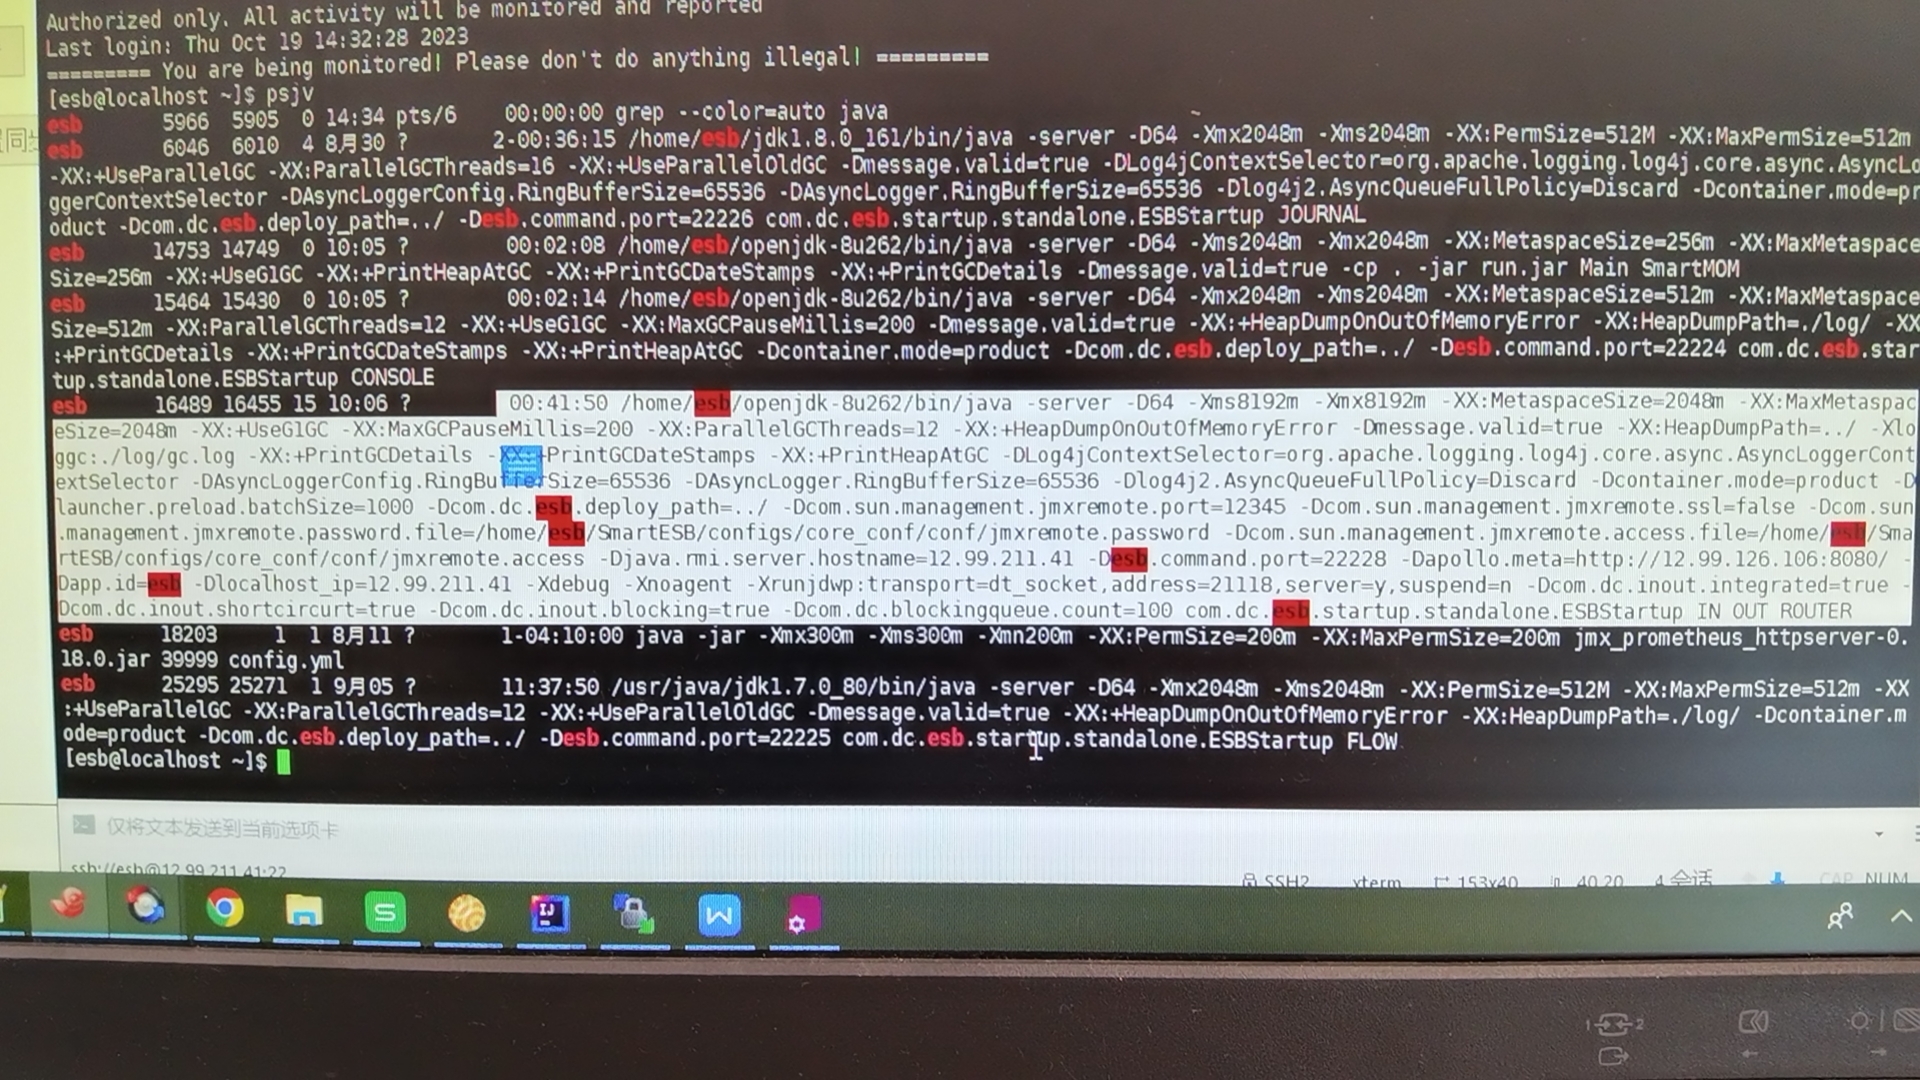 Authorized only. All activity will be monitored and reported
Last login: Thu Oct 19 14:32:28 2023
========= You are being monitored! Please don't do anything illegal! =========
[esb@localhost ~]$ psjv
esb       5966  5905  0 14:34 pts/6    00:00:00 grep --color=auto java
esb       6046  6010  4 8月30 ?        2-00:36:15 /home/esb/jdk1.8.0_161/bin/java -server -D64 -Xmx2048m -Xms2048m -XX:PermSize=512M -XX:MaxPermSize=512m
-XX:+UseParallelGC -XX:ParallelGCThreads=16 -XX:+UseParallelOldGC -Dmessage.valid=true -DLog4jContextSelector=org.apache.logging.log4j.core.async.AsyncLo
ggerContextSelector -DAsyncLoggerConfig.RingBufferSize=65536 -DAsyncLogger.RingBufferSize=65536 -Dlog4j2.AsyncQueueFullPolicy=Discard -Dcontainer.mode=pr
oduct -Dcom.dc.esb.deploy_path=../ -Desb.command.port=22226 com.dc.esb.startup.standalone.ESBStartup JOURNAL
esb      14753 14749  0 10:05 ?        00:02:08 /home/esb/openjdk-8u262/bin/java -server -D64 -Xms2048m -Xmx2048m -XX:MetaspaceSize=256m -XX:MaxMetaspace
Size=256m -XX:+UseG1GC -XX:+PrintHeapAtGC -XX:+PrintGCDateStamps -XX:+PrintGCDetails -Dmessage.valid=true -cp . -jar run.jar Main SmartMOM
esb      15464 15430  0 10:05 ?        00:02:14 /home/esb/openjdk-8u262/bin/java -server -D64 -Xmx2048m -Xms2048m -XX:MetaspaceSize=512m -XX:MaxMetaspace
Size=512m -XX:ParallelGCThreads=12 -XX:+UseG1GC -XX:MaxGCPauseMillis=200 -Dmessage.valid=true -XX:+HeapDumpOnOutOfMemoryError -XX:HeapDumpPath=./log/ -XX
:+PrintGCDetails -XX:+PrintGCDateStamps -XX:+PrintHeapAtGC -Dcontainer.mode=product -Dcom.dc.esb.deploy_path=../ -Desb.command.port=22224 com.dc.esb.star
tup.standalone.ESBStartup CONSOLE
esb      16489 16455 15 10:06 ?        00:41:50 /home/esb/openjdk-8u262/bin/java -server -D64 -Xms8192m -Xmx8192m -XX:MetaspaceSize=2048m -XX:MaxMetaspac
eSize=2048m -XX:+UseG1GC -XX:MaxGCPauseMillis=200 -XX:ParallelGCThreads=12 -XX:+HeapDumpOnOutOfMemoryError -Dmessage.valid=true -XX:HeapDumpPath=../ -Xlo
ggc:./log/gc.log -XX:+PrintGCDetails -XX:+PrintGCDateStamps -XX:+PrintHeapAtGC -DLog4jContextSelector=org.apache.logging.log4j.core.async.AsyncLoggerCont
extSelector -DAsyncLoggerConfig.RingBufferSize=65536 -DAsyncLogger.RingBufferSize=65536 -Dlog4j2.AsyncQueueFullPolicy=Discard -Dcontainer.mode=product -D
launcher.preload.batchSize=1000 -Dcom.dc.esb.deploy_path=../ -Dcom.sun.management.jmxremote.port=12345 -Dcom.sun.management.jmxremote.ssl=false -Dcom.sun
.management.jmxremote.password.file=/home/esb/SmartESB/configs/core_conf/conf/jmxremote.password -Dcom.sun.management.jmxremote.access.file=/home/esb/Sma
rtESB/configs/core_conf/conf/jmxremote.access -Djava.rmi.server.hostname=12.99.211.41 -Desb.command.port=22228 -Dapollo.meta=http://12.99.126.106:8080/ -
Dapp.id=esb -Dlocalhost_ip=12.99.211.41 -Xdebug -Xnoagent -Xrunjdwp:transport=dt_socket,address=21118,server=y,suspend=n -Dcom.dc.inout.integrated=true -
Dcom.dc.inout.shortcircurt=true -Dcom.dc.inout.blocking=true -Dcom.dc.blockingqueue.count=100 com.dc.esb.startup.standalone.ESBStartup IN OUT ROUTER
esb      18203     1  1 8月11 ?        1-04:10:00 java -jar -Xmx300m -Xms300m -Xmn200m -XX:PermSize=200m -XX:MaxPermSize=200m jmx_prometheus_httpserver-0.
18.0.jar 39999 config.yml
esb      25295 25271  1 9月05 ?        11:37:50 /usr/java/jdk1.7.0_80/bin/java -server -D64 -Xmx2048m -Xms2048m -XX:PermSize=512M -XX:MaxPermSize=512m -XX
:+UseParallelGC -XX:ParallelGCThreads=12 -XX:+UseParallelOldGC -Dmessage.valid=true -XX:+HeapDumpOnOutOfMemoryError -XX:HeapDumpPath=./log/ -Dcontainer.m
ode=product -Dcom.dc.esb.deploy_path=../ -Desb.command.port=22225 com.dc.esb.startup.standalone.ESBStartup FLOW
[esb@localhost ~]$
仅将文本发送到当前选项卡
ssh://esb@12.99.211.41:22 SSH2 xterm 153x40 40,20 4 会话 CAP NUM